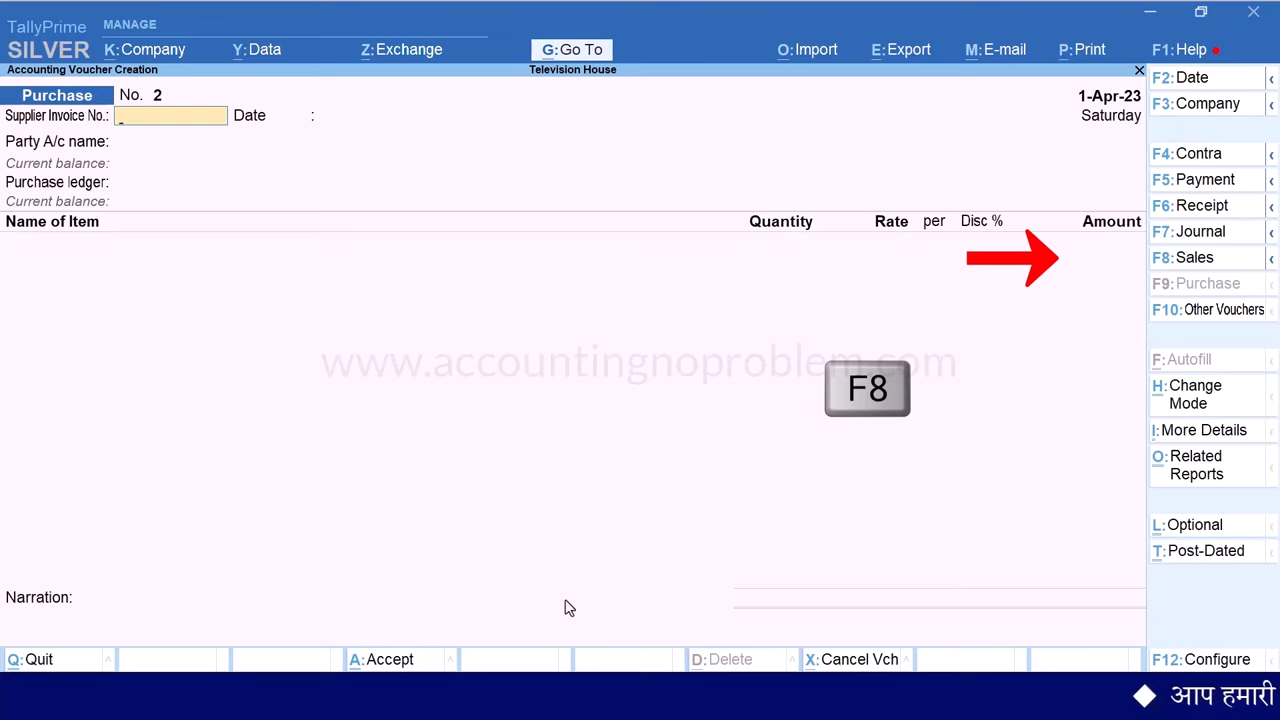 TallyPrime MANAGE
SILVER K:Company Y:Data Z:Exchange G:Go To O:Import E:Export M:E-mail P:Print F1:Help
Accounting Voucher Creation Television House
Purchase No. 2 1-Apr-23
Supplier Invoice No.: Date : Saturday
Party A/c name:
Current balance:
Purchase ledger:
Current balance:
Name of Item Quantity Rate per Disc % Amount
www.accountingnoproblem.com
F8
Narration:
Q:Quit A:Accept D:Delete X:Cancel Vch F12:Configure
F2:Date
F3:Company
F4:Contra
F5:Payment
F6:Receipt
F7:Journal
F8:Sales
F9:Purchase
F10:Other Vouchers
F:Autofill
H:Change
Mode
I:More Details
O:Related
Reports
L:Optional
T:Post-Dated
आप हमारी